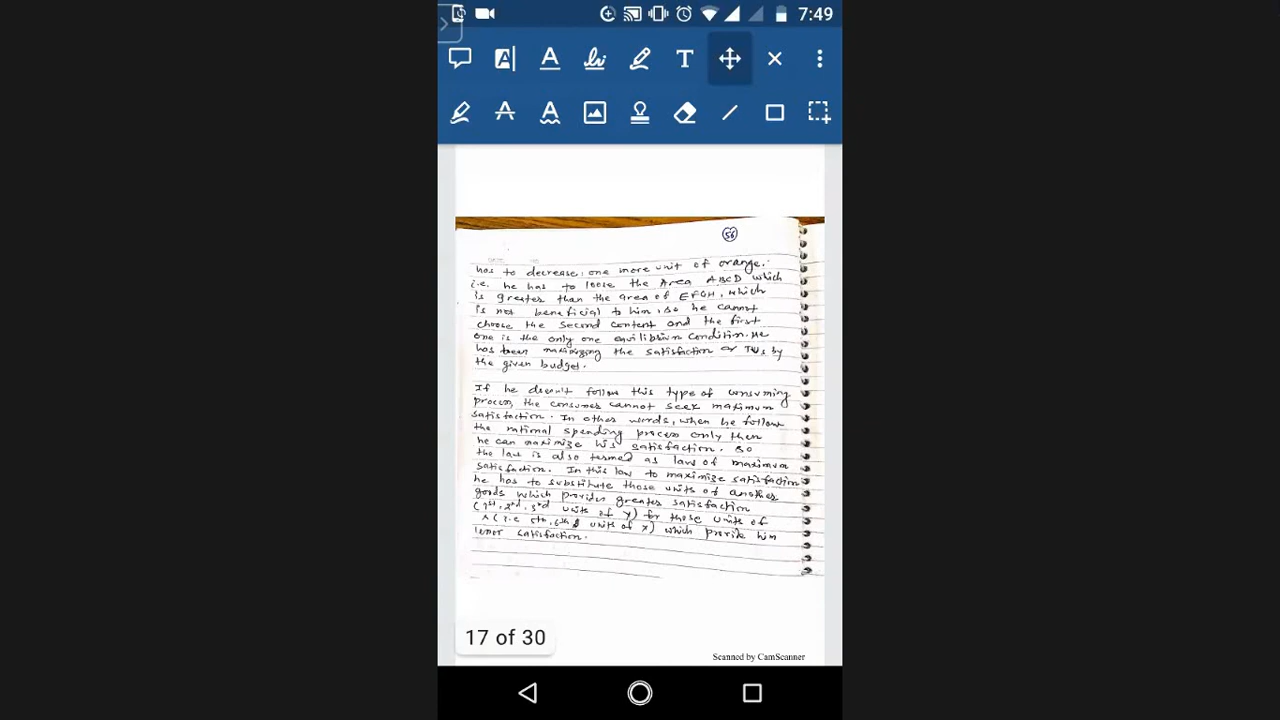 7:49
56
has to decrease, one more unit of orange.
i.e. he has to loose the Area ABCD which
is greater than the area of EFGH, which
is not beneficial to him, so he cannot
choose the second content and the first
one is the only one equilibrium condition. He
has been maximizing the satisfaction or TUs by
the given budget.
If he doesn't follow this type of consuming
process, the consumer cannot seek maximum
satisfaction. In other words, when he follow
the rational spending process only then
he can maximize his satisfaction. So
the law is also termed as law of maximum
satisfaction. In this law to maximize satisfaction
he has to substitute those units of another
goods which provides greater satisfaction
(1st, 2nd, 3rd units of Y) for those units of
X (i.e. 5th, 6th units of X) which provide him
lower satisfaction.
17 of 30
Scanned by CamScanner